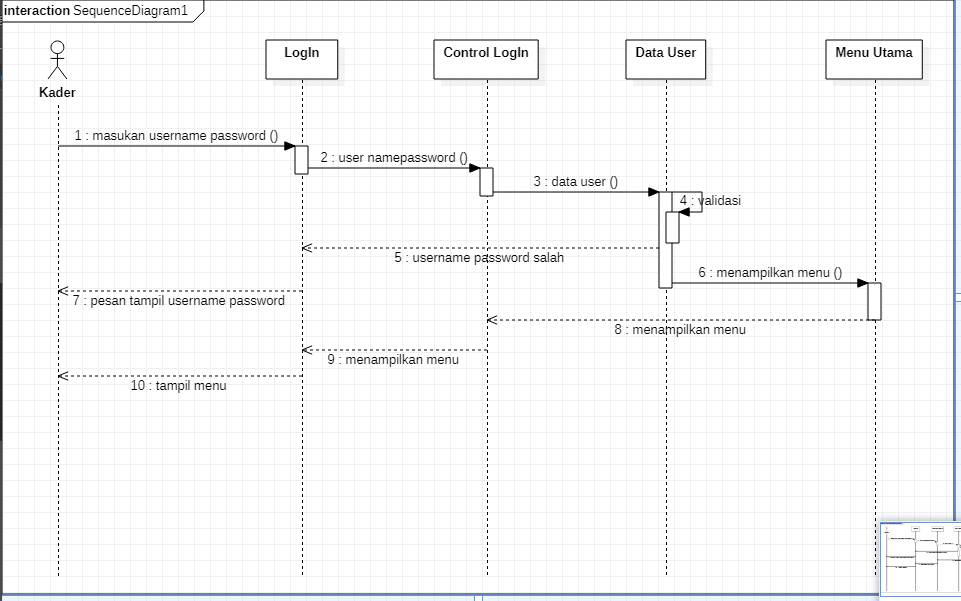 interaction SequenceDiagram1
LogIn
Control LogIn
Data User
Menu Utama
Kader
1 : masukan username password ()
2 : user namepassword ()
3 : data user ()
4 : validasi
5 : username password salah
6 : menampilkan menu ()
7 : pesan tampil username password
8 : menampilkan menu
9 : menampilkan menu
10 : tampil menu